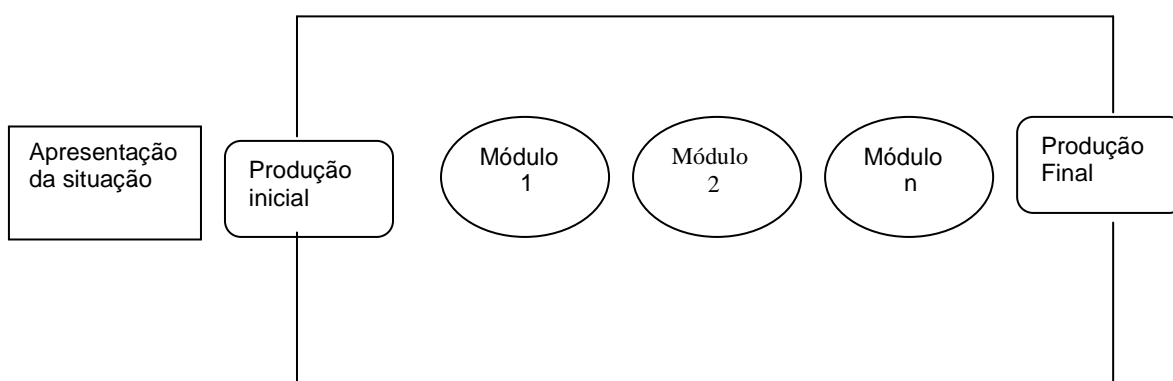 Apresentação
da situação
Produção
inicial
Módulo
1
Módulo
2
Módulo
n
Produção
Final